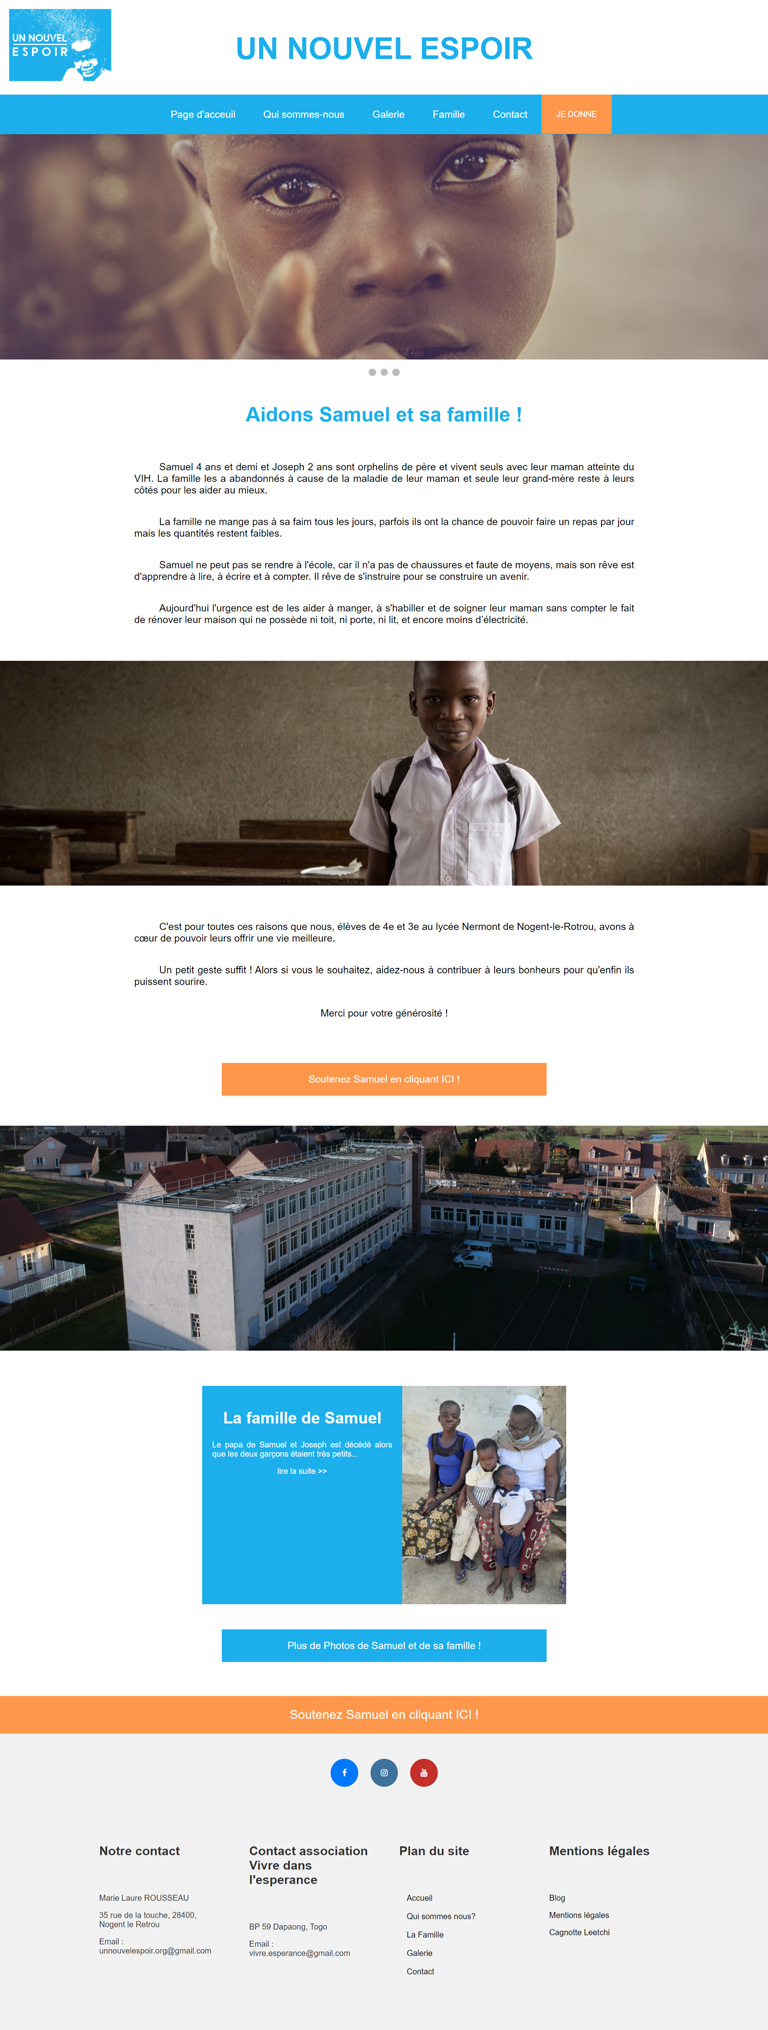 UN NOUVEL
ESPOIR
UN NOUVEL ESPOIR
Page d'acceuil Qui sommes-nous Galerie Famille Contact JE DONNE
Aidons Samuel et sa famille !
Samuel 4 ans et demi et Joseph 2 ans sont orphelins de père et vivent seuls avec leur maman atteinte du
VIH. La famille les a abandonnés à cause de la maladie de leur maman et seule leur grand-mère reste à leurs
côtés pour les aider au mieux.
La famille ne mange pas à sa faim tous les jours, parfois ils ont la chance de pouvoir faire un repas par jour
mais les quantités restent faibles.
Samuel ne peut pas se rendre à l'école, car il n'a pas de chaussures et faute de moyens, mais son rêve est
d'apprendre à lire, à écrire et à compter. Il rêve de s'instruire pour se construire un avenir.
Aujourd'hui l'urgence est de les aider à manger, à s'habiller et de soigner leur maman sans compter le fait
de rénover leur maison qui ne possède ni toit, ni porte, ni lit, et encore moins d'électricité.
C'est pour toutes ces raisons que nous, élèves de 4e et 3e au lycée Nermont de Nogent-le-Rotrou, avons à
cœur de pouvoir leurs offrir une vie meilleure.
Un petit geste suffit ! Alors si vous le souhaitez, aidez-nous à contribuer à leurs bonheurs pour qu'enfin ils
puissent sourire.
Merci pour votre générosité !
Soutenez Samuel en cliquant ICI !
La famille de Samuel
Le papa de Samuel et Joseph est décédé alors
que les deux garçons étaient très petits...
lire la suite >>
Plus de Photos de Samuel et de sa famille !
Soutenez Samuel en cliquant ICI !
Notre contact
Marie Laure ROUSSEAU
35 rue de la touche, 28400,
Nogent le Retrou
Email :
unnouvelespoir.org@gmail.com
Contact association
Vivre dans
l'esperance
BP 59 Dapaong, Togo
Email :
vivre.esperance@gmail.com
Plan du site
Accueil
Qui sommes nous?
La Famille
Galerie
Contact
Mentions légales
Blog
Mentions légales
Cagnotte Leetchi